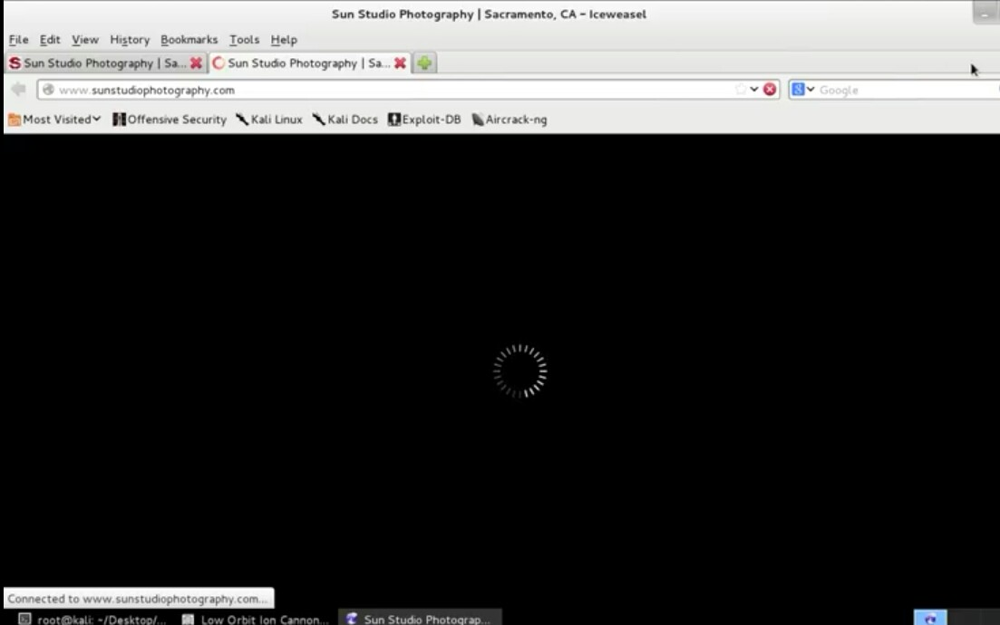 Sun Studio Photography | Sacramento, CA - Iceweasel
File Edit View History Bookmarks Tools Help
Sun Studio Photography | Sa... Sun Studio Photography | Sa...
www.sunstudiophotography.com Google
Most Visited Offensive Security Kali Linux Kali Docs Exploit-DB Aircrack-ng
Connected to www.sunstudiophotography.com...
root@kali: ~/Desktop/... Low Orbit Ion Cannon... Sun Studio Photograp...